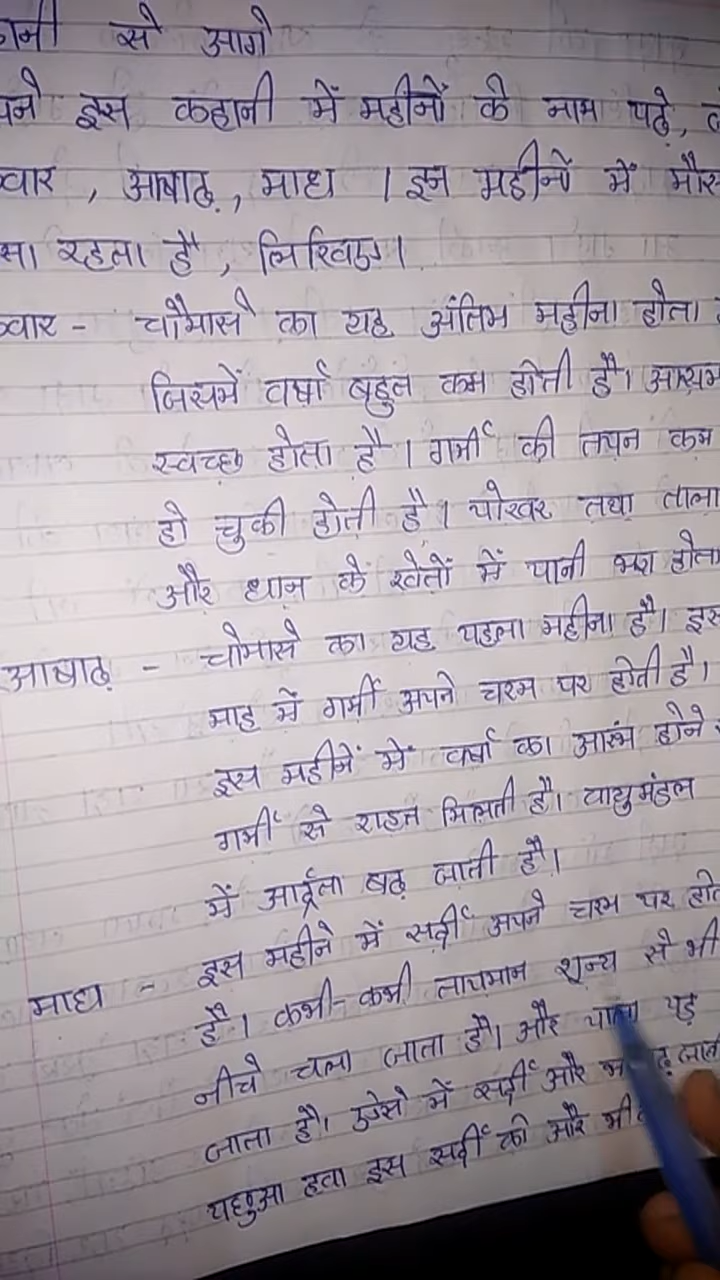 से आगे
इस कहानी में महीनों के नाम पढ़े,
, आषाढ़, माघ । इन महीनों में
रहता है, लिखिए।
- चौमासे का यह अंतिम महीना होता
जिसमें वर्षा बहुत कम होती है।
स्वच्छ होता है । गर्मी की तपन कम
हो चुकी होती है। पोखर तथा
और धान के खेतों में पानी भरा
आषाढ़ - चौमासे का यह पहला महीना है।
माह में गर्मी अपने चरम पर होती है।
इस महीनें में वर्षा का आरंभ होने
गर्मी से राहत मिलती है। वायुमंडल
में आर्द्रता बढ़ जाती है।
माघ - इस महीने में सर्दी अपने चरम पर
है। कभी-कभी तापमान शून्य से भी
नीचे चला जाता है। और पाला पड़
जाता है। ऐसे में सर्दी और
पछुआ हवा इस सर्दी को और